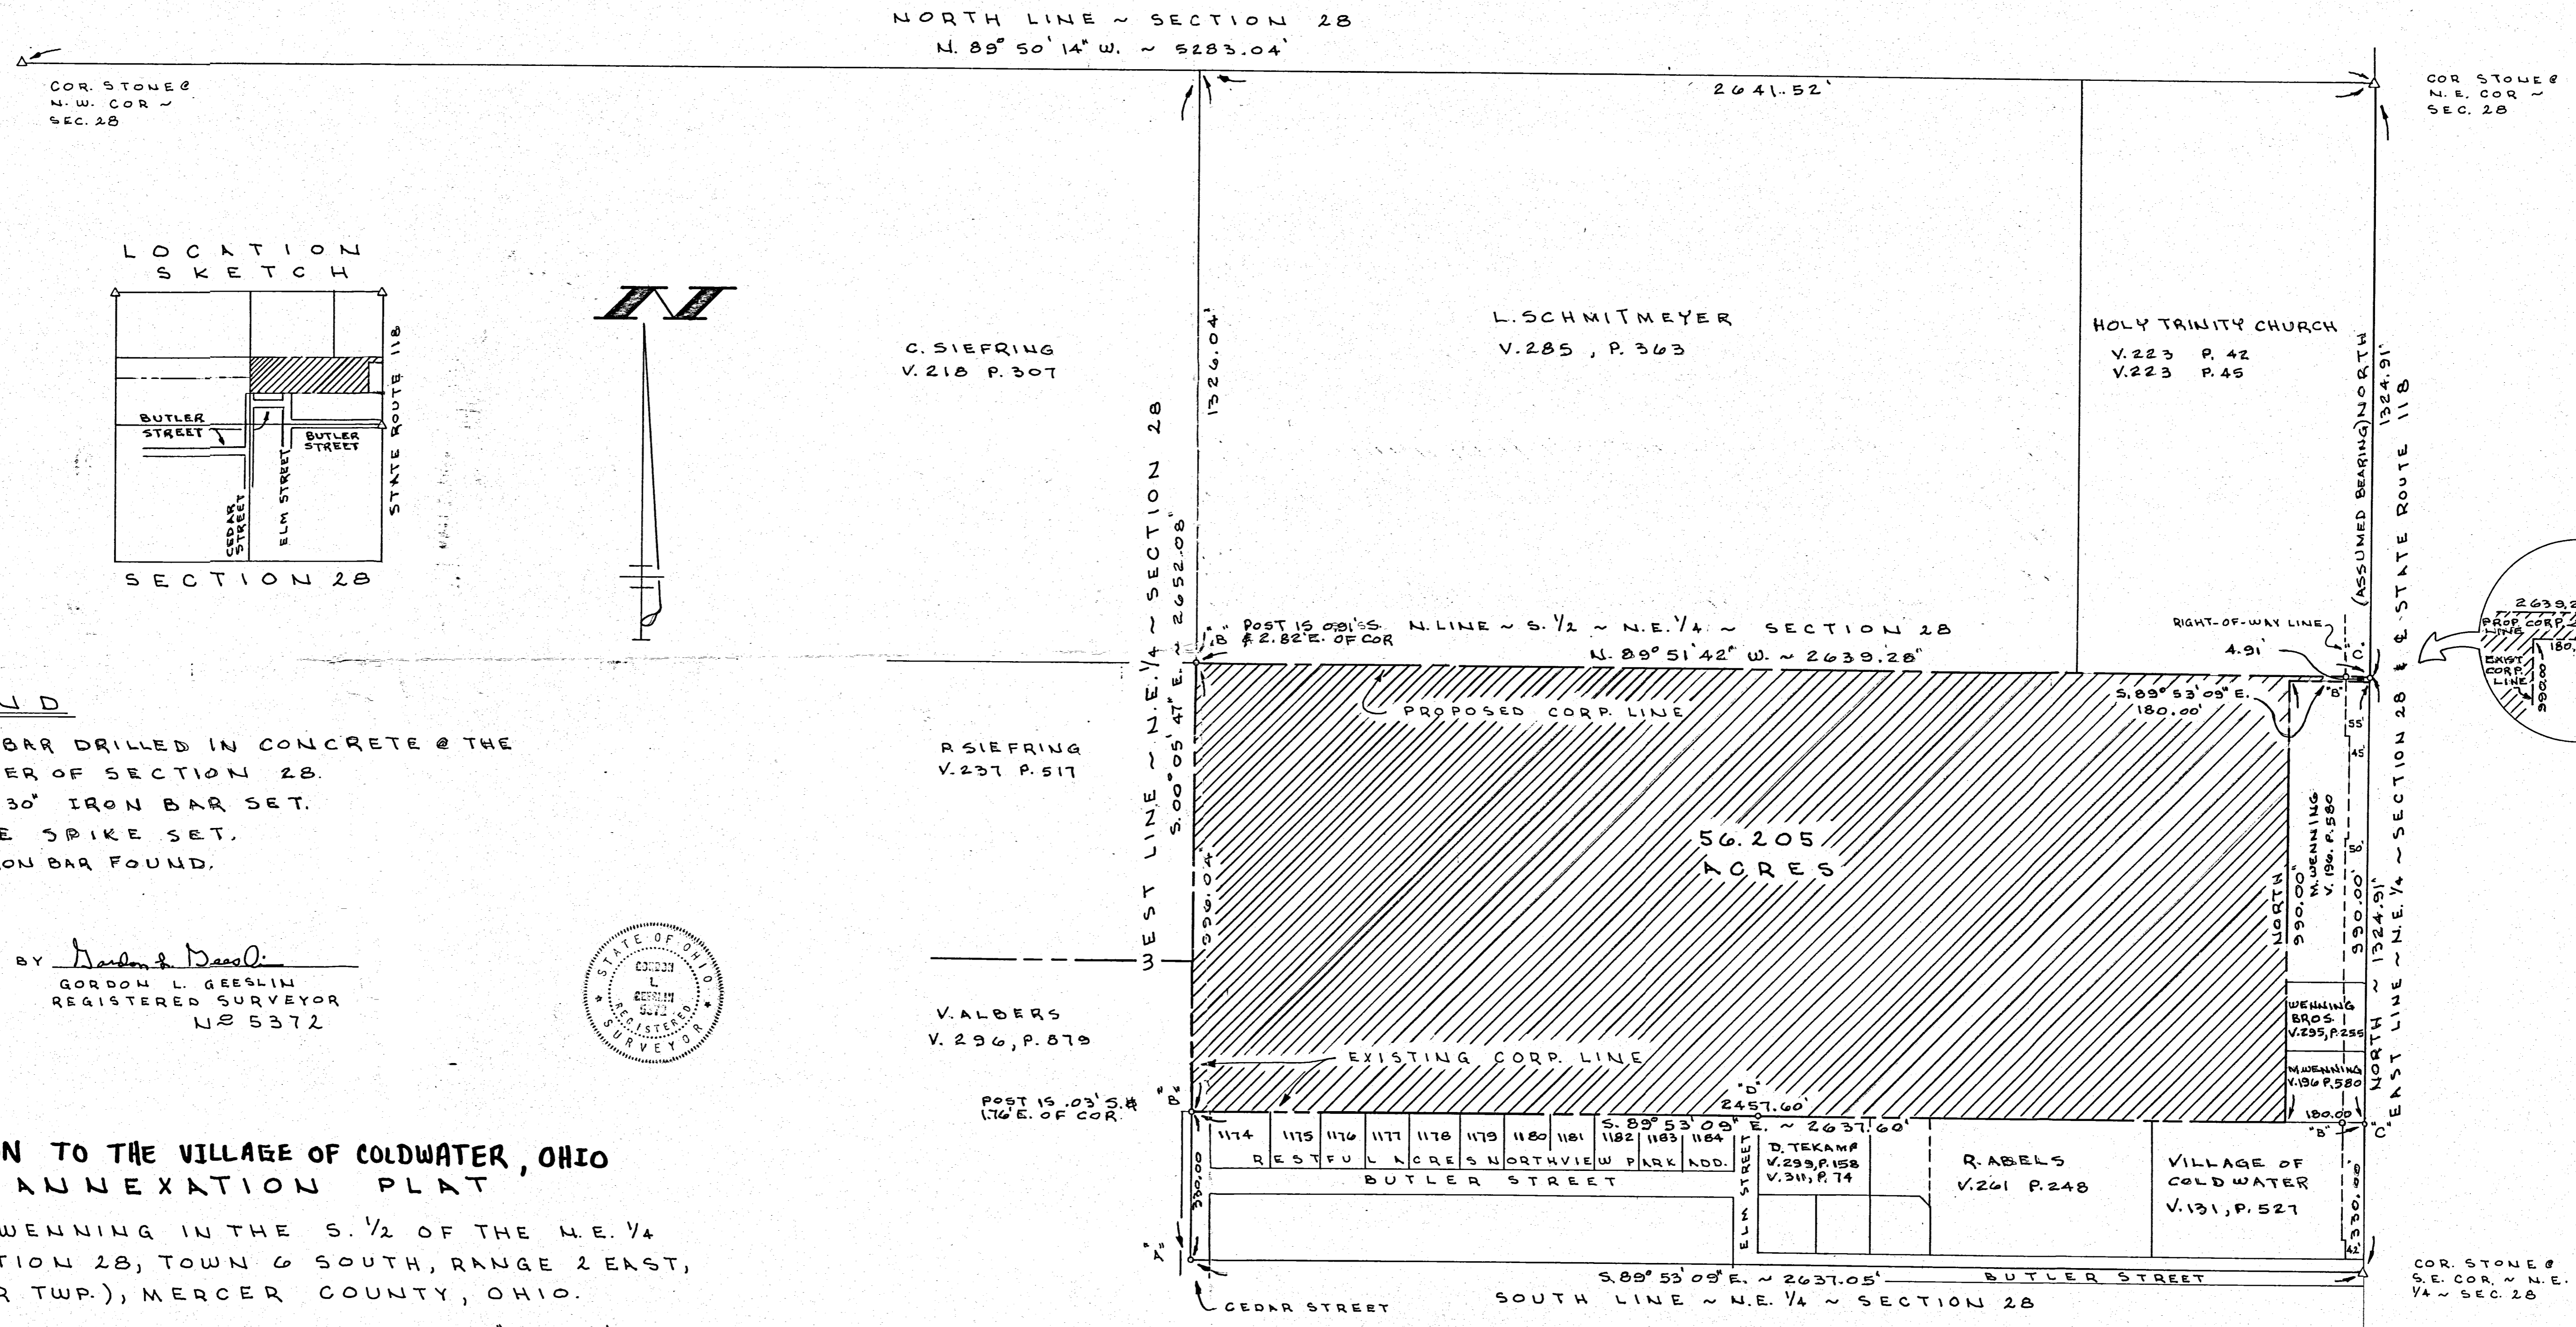 NORTH LINE ~ SECTION 28
N. 89° 50' 14" W. ~ 5283.04'
COR. STONE @
N. W. COR ~
SEC. 28
2641.52'
COR STONE @
N. E. COR ~
SEC. 28
LOCATION
SKETCH
STATE ROUTE 118
BUTLER
STREET
BUTLER
STREET
CEDAR
STREET
ELM STREET
SECTION 28
N
C. SIEFRING
V. 218 P. 307
WEST LINE ~ N.E. 1/4 ~ SECTION 28
S. 00° 05' 47" E. ~ 2652.08'
1326.04'
L. SCHMITMEYER
V. 285 , P. 363
HOLY TRINITY CHURCH
V. 223 P. 42
V. 223 P. 45
(ASSUMED BEARING) NORTH
1324.91'
℄ STATE ROUTE 118
"B"
POST IS 0.91' S.
& 2.82' E. OF COR
N. LINE ~ S. 1/2 ~ N.E. 1/4 ~ SECTION 28
N. 89° 51' 42" W. ~ 2639.28'
RIGHT-OF-WAY LINE
4.91'
"C"
2639.2
PROP. CORP.
LINE
180.
EXIST
CORP.
LINE
990.00
PROPOSED CORP. LINE
S. 89° 53' 09" E.
180.00'
"B"
55'
45'
50'
ND
BAR DRILLED IN CONCRETE @ THE
ER OF SECTION 28.
30" IRON BAR SET.
E SPIKE SET.
ON BAR FOUND.
P. SIEFRING
V. 237 P. 517
996.04'
56.205
ACRES
NORTH
990.00'
M. WENNING
V. 196 P. 580
990.00'
NORTH ~ 1324.91'
EAST LINE ~ N.E. 1/4 ~ SECTION 28
BY Gordon L. Geeslin
GORDON L. GEESLIN
REGISTERED SURVEYOR
No 5372
STATE OF OHIO
GORDON
L.
GEESLIN
5372
REGISTERED
SURVEYOR
V. ALBERS
V. 296, P. 879
WENNING
BROS.
V. 295, P. 255
M. WENNING
V. 196 P. 580
EXISTING CORP. LINE
POST IS .03' S. &
1.76' E. OF COR.
"B"
"D"
2457.60'
180.00'
"B"
"C"
S. 89° 53' 09" E. ~ 2637.60'
1174 1175 1176 1177 1178 1179 1180 1181 1182 1183 1184
RESTFUL ACRES NORTHVIEW PARK ADD.
BUTLER STREET
ELM STREET
D. TEKAMP
V. 299, P. 158
V. 311, P. 74
R. ABELS
V. 261 P. 248
VILLAGE OF
COLDWATER
V. 131, P. 527
330.00'
330.00'
42'
"A"
N TO THE VILLAGE OF COLDWATER, OHIO
ANNEXATION PLAT
WENNING IN THE S. 1/2 OF THE N.E. 1/4
TION 28, TOWN 6 SOUTH, RANGE 2 EAST,
R TWP.), MERCER COUNTY, OHIO.
S. 89° 53' 09" E. ~ 2637.05'
BUTLER STREET
CEDAR STREET
SOUTH LINE ~ N.E. 1/4 ~ SECTION 28
COR. STONE @
S.E. COR. ~ N.E.
1/4 ~ SEC. 28